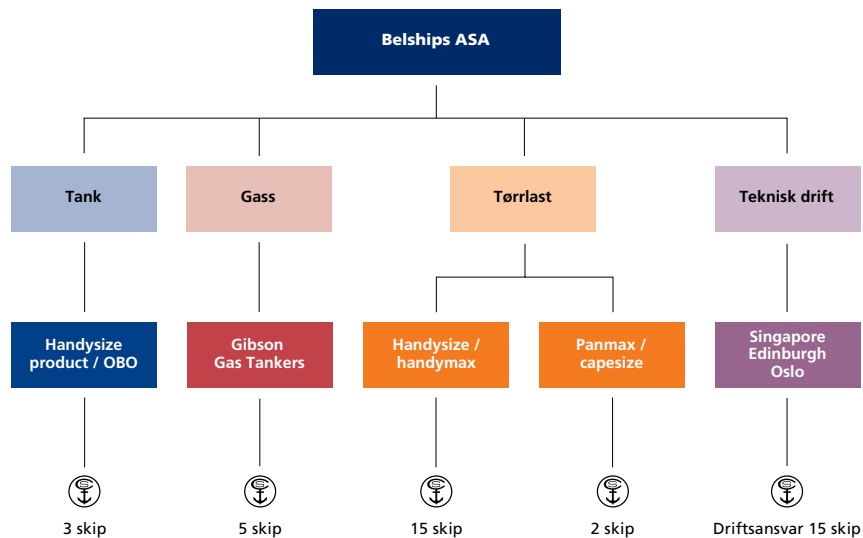 Belships ASA
Tank
Gass
Tørrlast
Teknisk drift
Handysize
product / OBO
Gibson
Gas Tankers
Handysize /
handymax
Panmax /
capesize
Singapore
Edinburgh
Oslo
3 skip
5 skip
15 skip
2 skip
Driftsansvar 15 skip